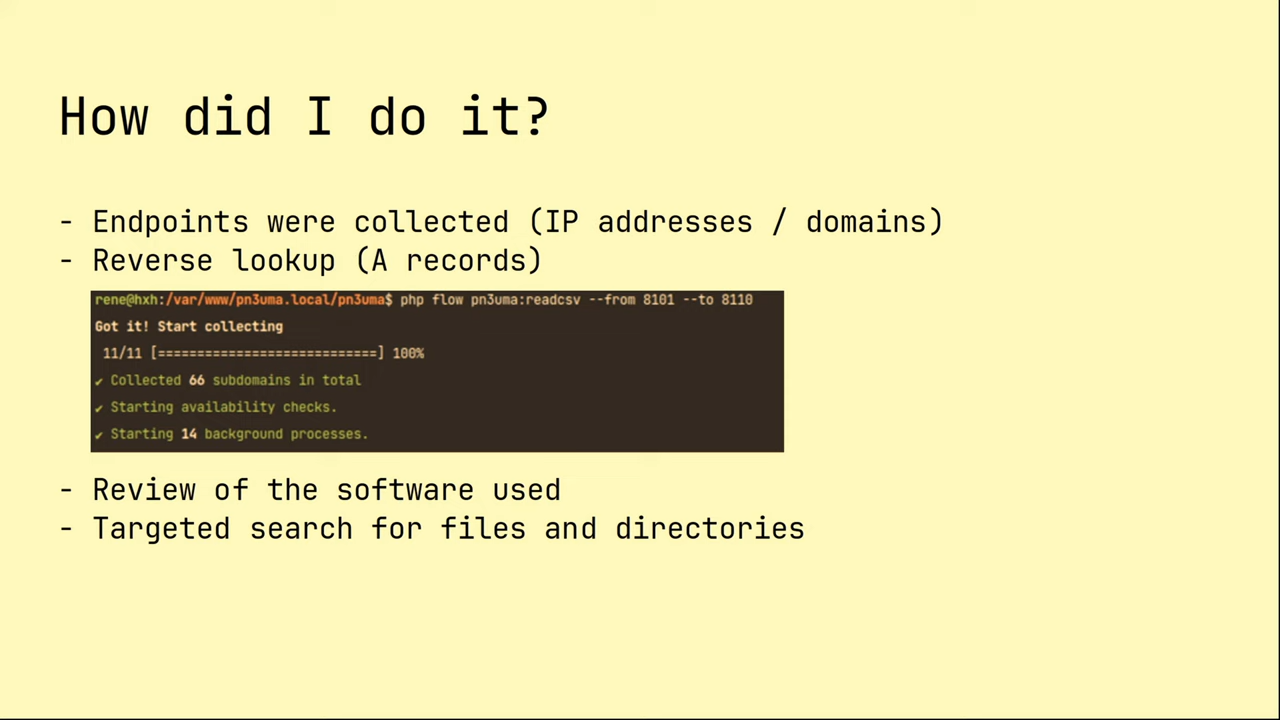 How did I do it?
- Endpoints were collected (IP addresses / domains)
- Reverse lookup (A records)
rene@hxh:/var/www/pn3uma.local/pn3uma$ php flow pn3uma:readcsv --from 8101 --to 8110
Got it! Start collecting
11/11 [============================] 100%
✔ Collected 66 subdomains in total
✔ Starting availability checks.
✔ Starting 14 background processes.
- Review of the software used
- Targeted search for files and directories